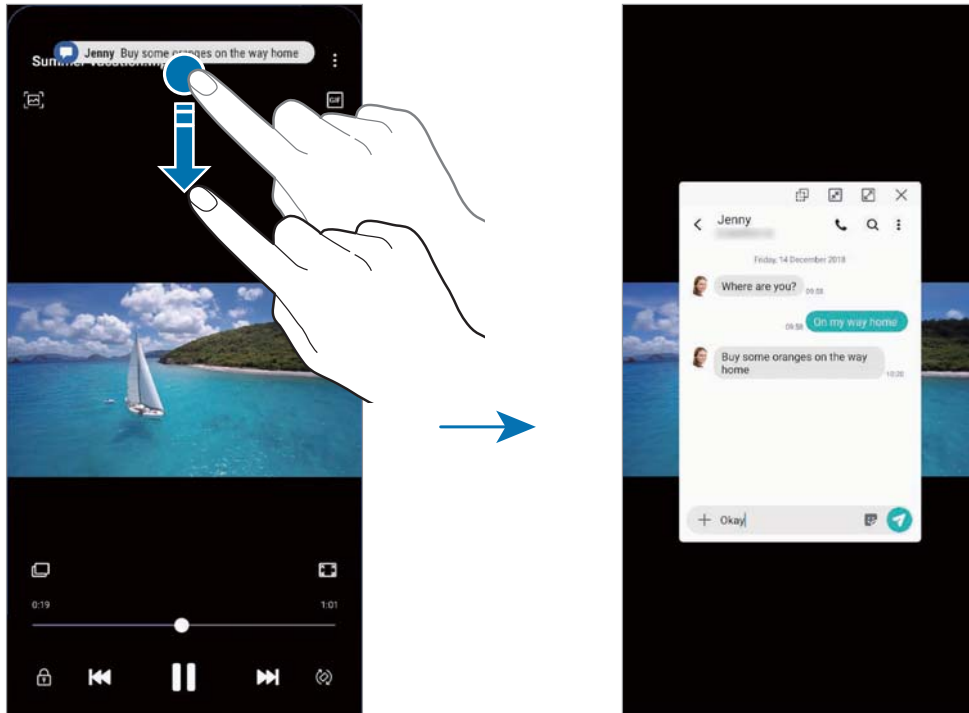 Jenny Buy some oranges on the way home
GIF
0:19
1:01
Jenny
Friday, 14 December 2018
Where are you?
09:58
09:58
On my way home
Buy some oranges on the way
home
10:20
Okay